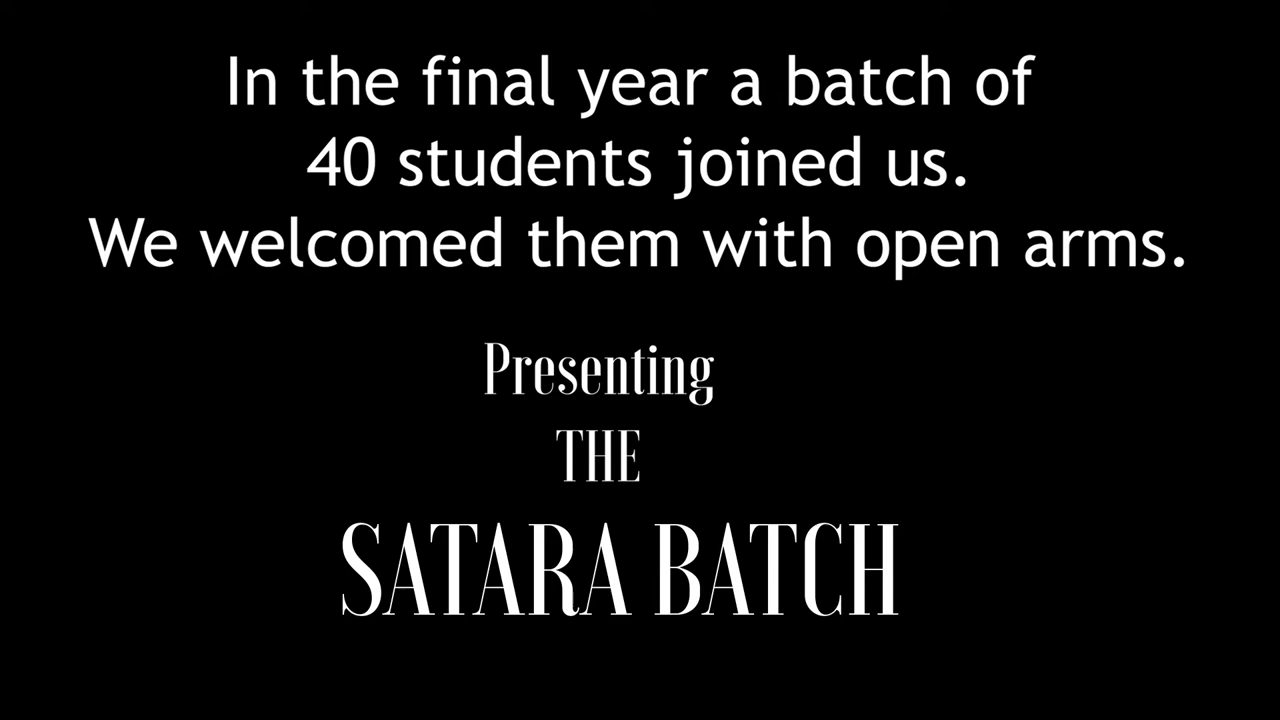 In the final year a batch of
40 students joined us.
We welcomed them with open arms.
Presenting
THE
SATARA BATCH